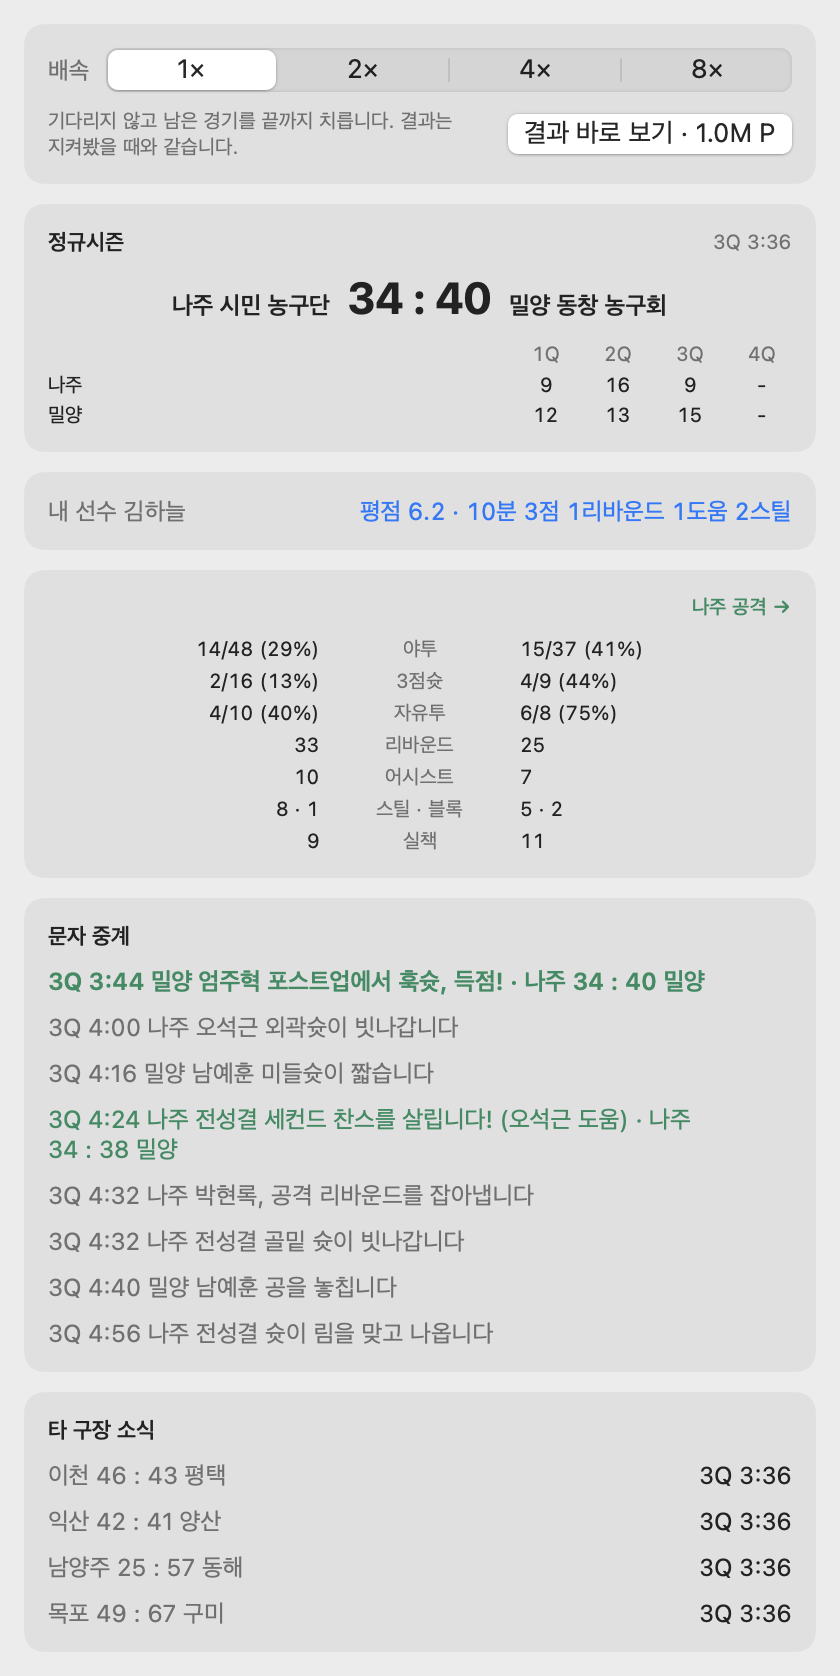 배속 1× 2× 4× 8×
기다리지 않고 남은 경기를 끝까지 치릅니다. 결과는
지켜봤을 때와 같습니다.
결과 바로 보기 · 1.0M P
정규시즌 3Q 3:36
나주 시민 농구단 34 : 40 밀양 동창 농구회
1Q 2Q 3Q 4Q
나주 9 16 9 -
밀양 12 13 15 -
내 선수 김하늘 평점 6.2 · 10분 3점 1리바운드 1도움 2스틸
나주 공격 →
14/48 (29%) 야투 15/37 (41%)
2/16 (13%) 3점슛 4/9 (44%)
4/10 (40%) 자유투 6/8 (75%)
33 리바운드 25
10 어시스트 7
8 · 1 스틸 · 블록 5 · 2
9 실책 11
문자 중계
3Q 3:44 밀양 엄주혁 포스트업에서 훅슛, 득점! · 나주 34 : 40 밀양
3Q 4:00 나주 오석근 외곽슛이 빗나갑니다
3Q 4:16 밀양 남예훈 미들슛이 짧습니다
3Q 4:24 나주 전성결 세컨드 찬스를 살립니다! (오석근 도움) · 나주
34 : 38 밀양
3Q 4:32 나주 박현록, 공격 리바운드를 잡아냅니다
3Q 4:32 나주 전성결 골밑 슛이 빗나갑니다
3Q 4:40 밀양 남예훈 공을 놓칩니다
3Q 4:56 나주 전성결 슛이 림을 맞고 나옵니다
타 구장 소식
이천 46 : 43 평택 3Q 3:36
익산 42 : 41 양산 3Q 3:36
남양주 25 : 57 동해 3Q 3:36
목포 49 : 67 구미 3Q 3:36